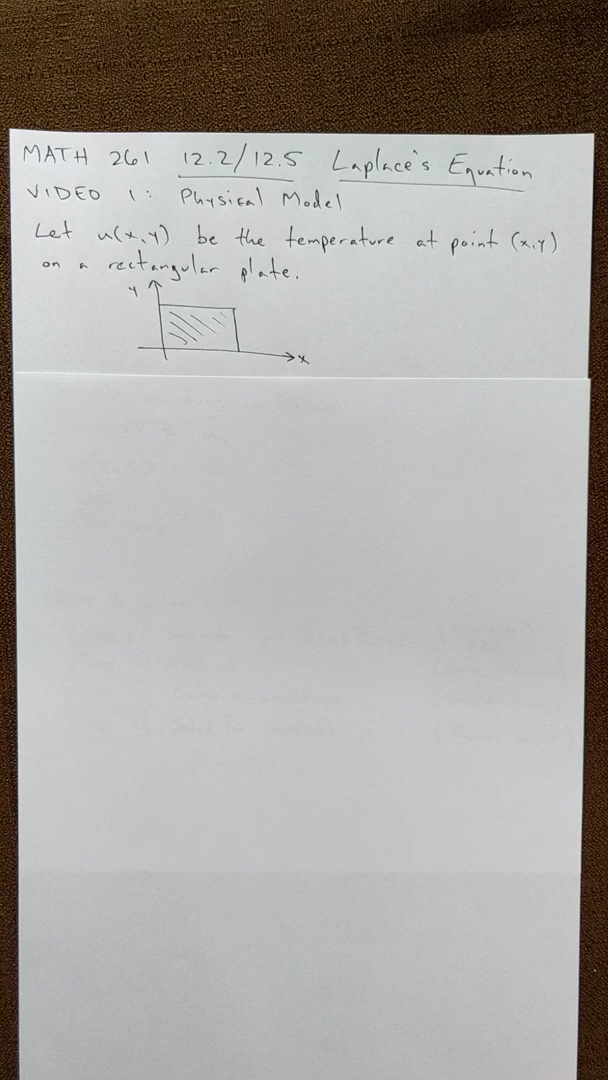 MATH 261 12.2/12.5 Laplace's Equation
VIDEO 1: Physical Model
Let u(x,y) be the temperature at point (x,y)
on a rectangular plate.
y
x